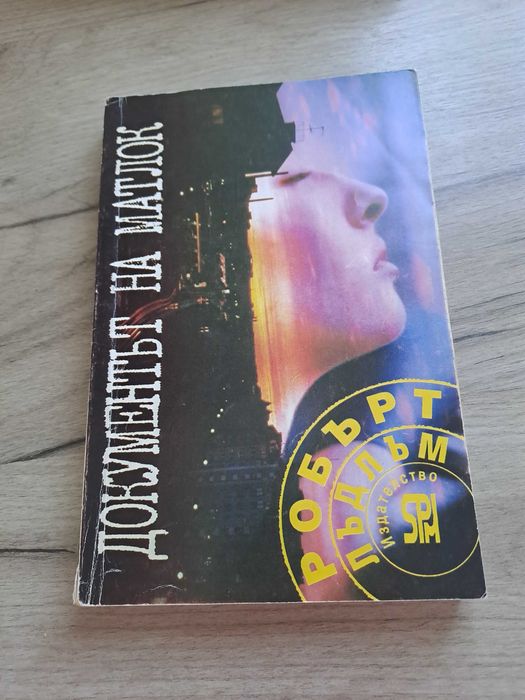 ДОКУМЕНТЪТ НА МАТЛОК
РОБЪРТ
ЛЪДЛЪМ
Издателство
SPM